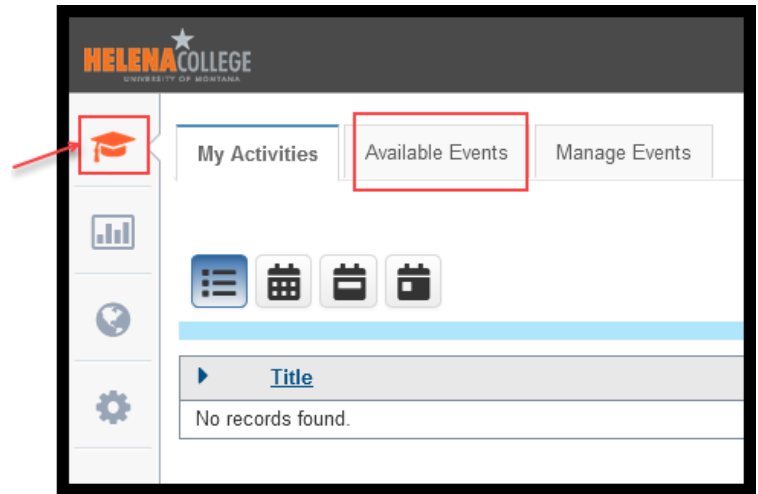 HELENA COLLEGE
UNIVERSITY OF MONTANA
My Activities
Available Events
Manage Events
Title
No records found.